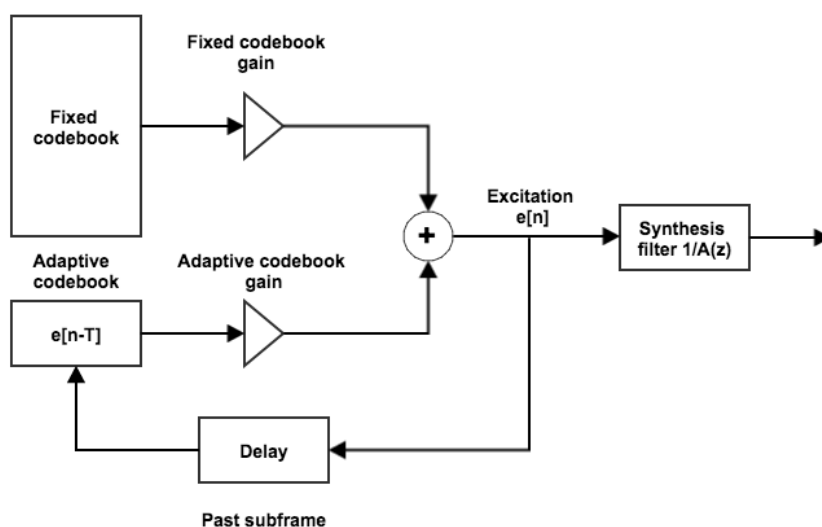 Fixed codebook
gain
Fixed
codebook
+
Excitation
e[n]
Synthesis
filter 1/A(z)
Adaptive
codebook
Adaptive codebook
gain
e[n-T]
Delay
Past subframe